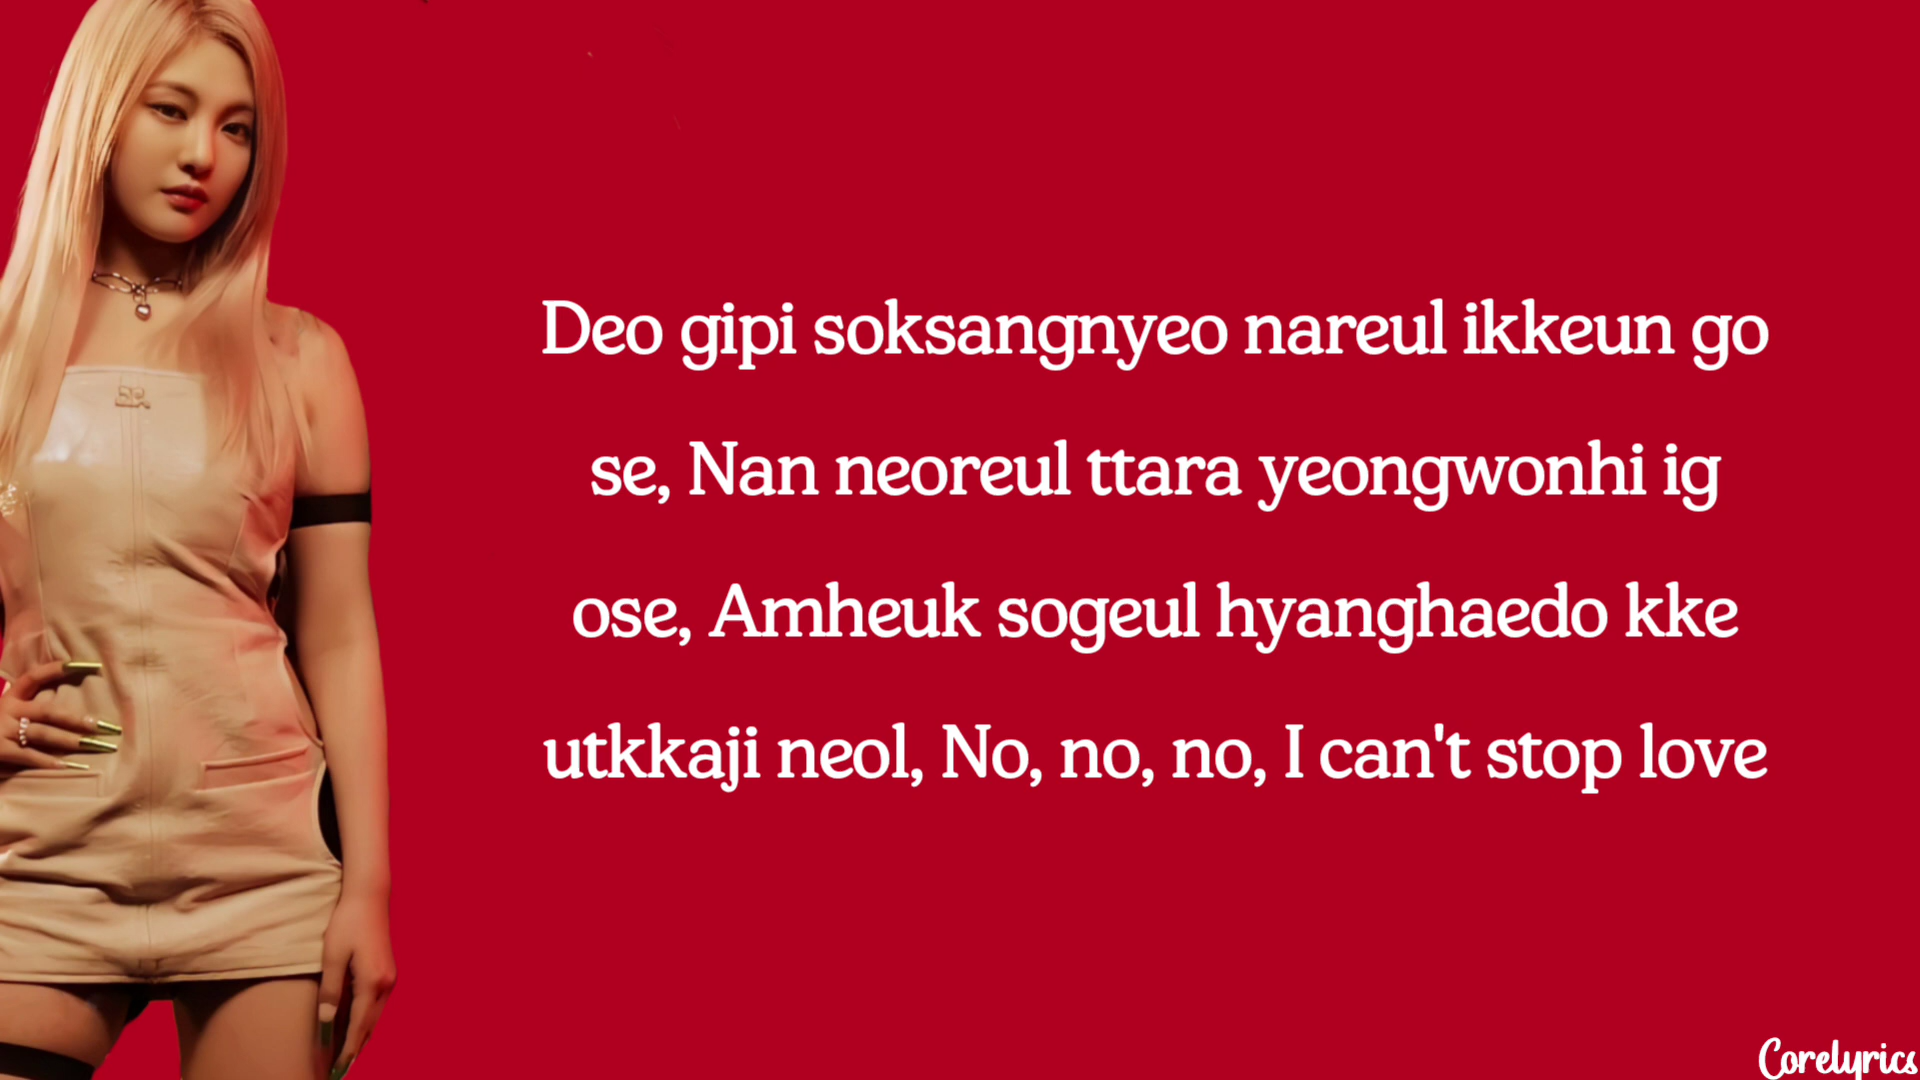 Deo gipi soksangnyeo nareul ikkeun go
se, Nan neoreul ttara yeongwonhi ig
ose, Amheuk sogeul hyanghaedo kke
utkkaji neol, No, no, no, I can't stop love
Corelyrics